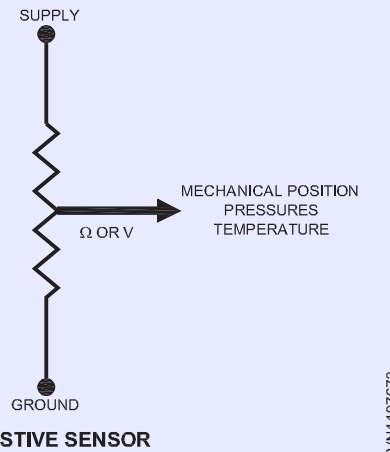 SUPPLY
MECHANICAL POSITION
PRESSURES
TEMPERATURE
Ω OR V
GROUND
STIVE SENSOR